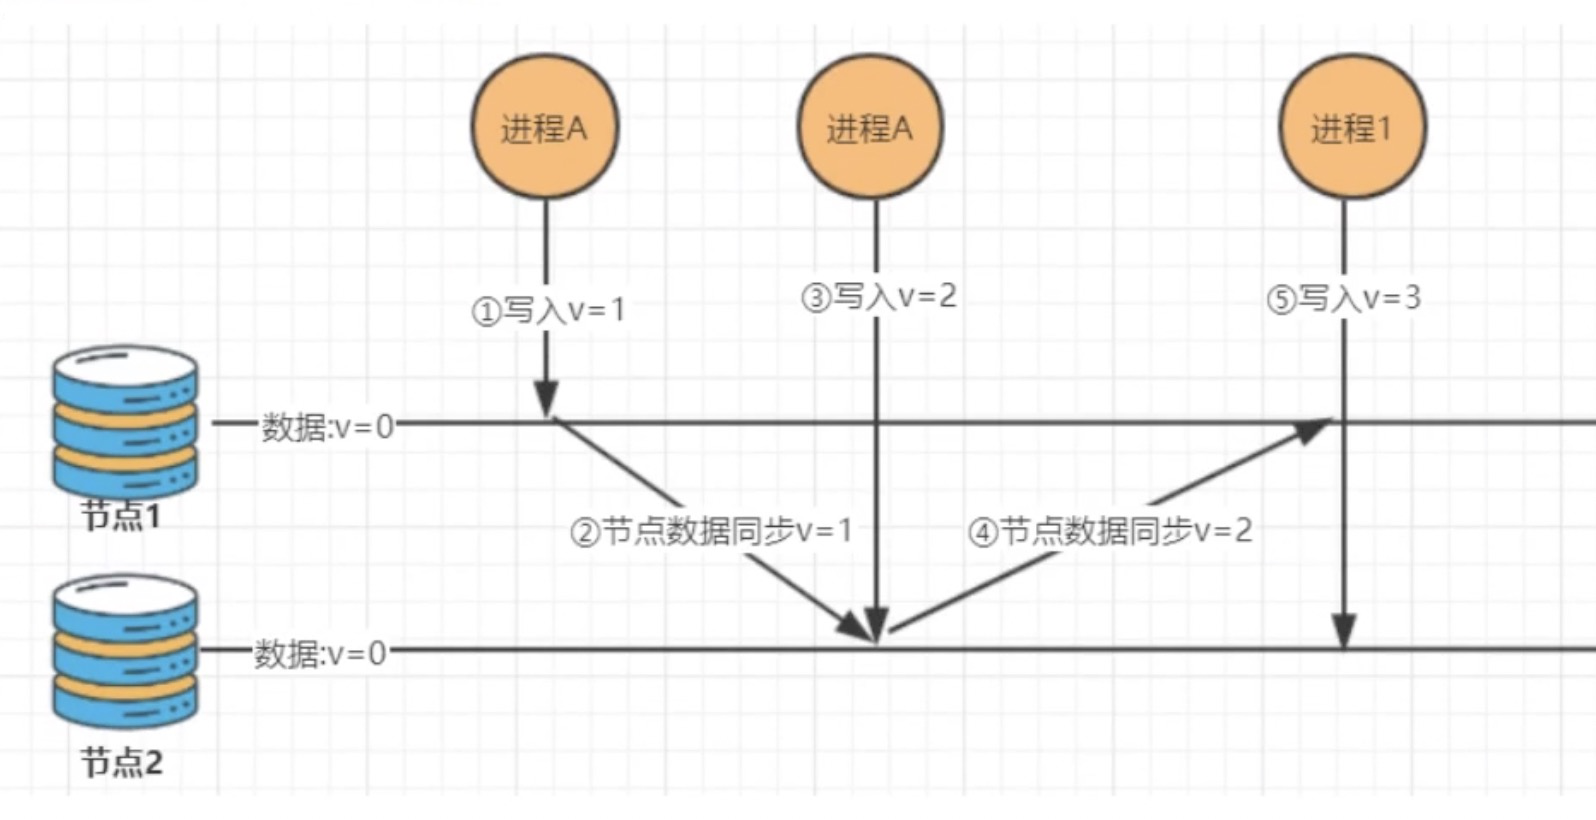 进程A
进程A
进程1
①写入v=1
③写入v=2
⑤写入v=3
数据:v=0
节点1
②节点数据同步v=1
④节点数据同步v=2
数据:v=0
节点2